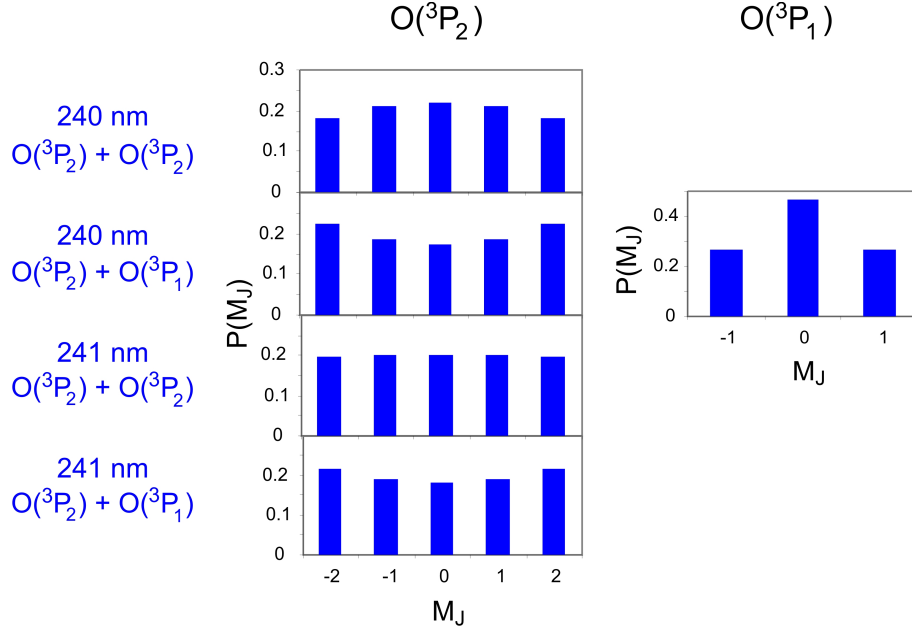 O(³P₂)
O(³P₁)
240 nm
O(³P₂) + O(³P₂)
0.3
0.2
0.1
0
240 nm
O(³P₂) + O(³P₁)
0.2
0.1
0
241 nm
O(³P₂) + O(³P₂)
0.2
0.1
0
241 nm
O(³P₂) + O(³P₁)
0.2
0.1
0
P(M_J)
-2 -1 0 1 2
M_J
0.4
0.2
0
P(M_J)
-1 0 1
M_J